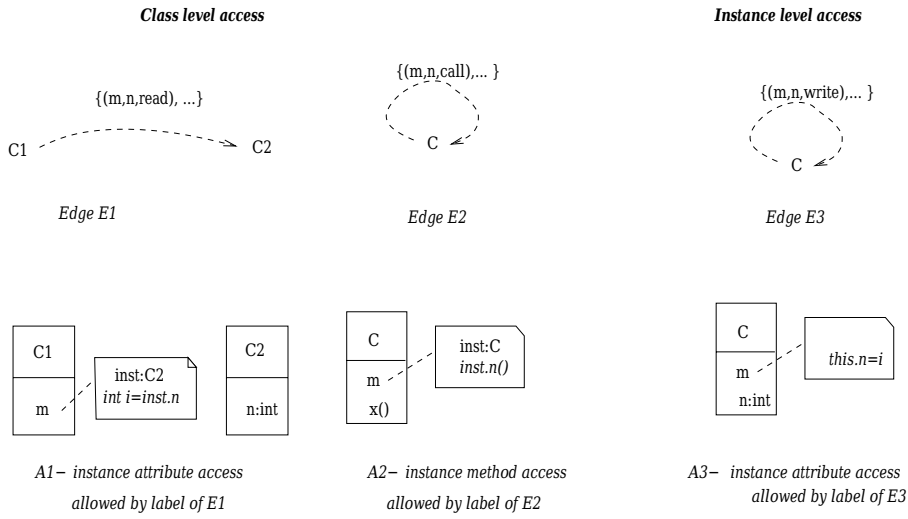 Class level access
Instance level access
{(m,n,call),... }
{(m,n,read), ...}
{(m,n,write),... }
C1
C2
C
C
Edge E1
Edge E2
Edge E3
C1
m
inst:C2
int i=inst.n
C2
n:int
C
m
x()
inst:C
inst.n()
C
m
n:int
this.n=i
A1– instance attribute access
allowed by label of E1
A2– instance method access
allowed by label of E2
A3– instance attribute access
allowed by label of E3